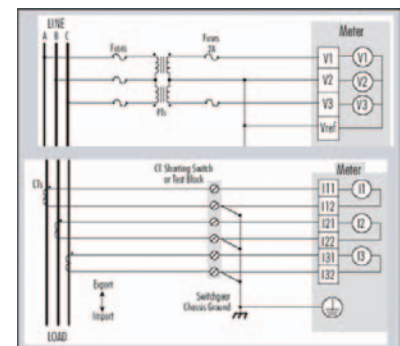 LINE
A B C
Fuses
Fuses
2A
Meter
V1
V1
V2
V2
V3
V3
Vref
PTs
CT Shorting Switch
or Test Block
Meter
CTs
I11
I1
I12
I21
I2
I22
I31
I3
I32
Export
Import
Switchgear
Chassis Ground
LOAD